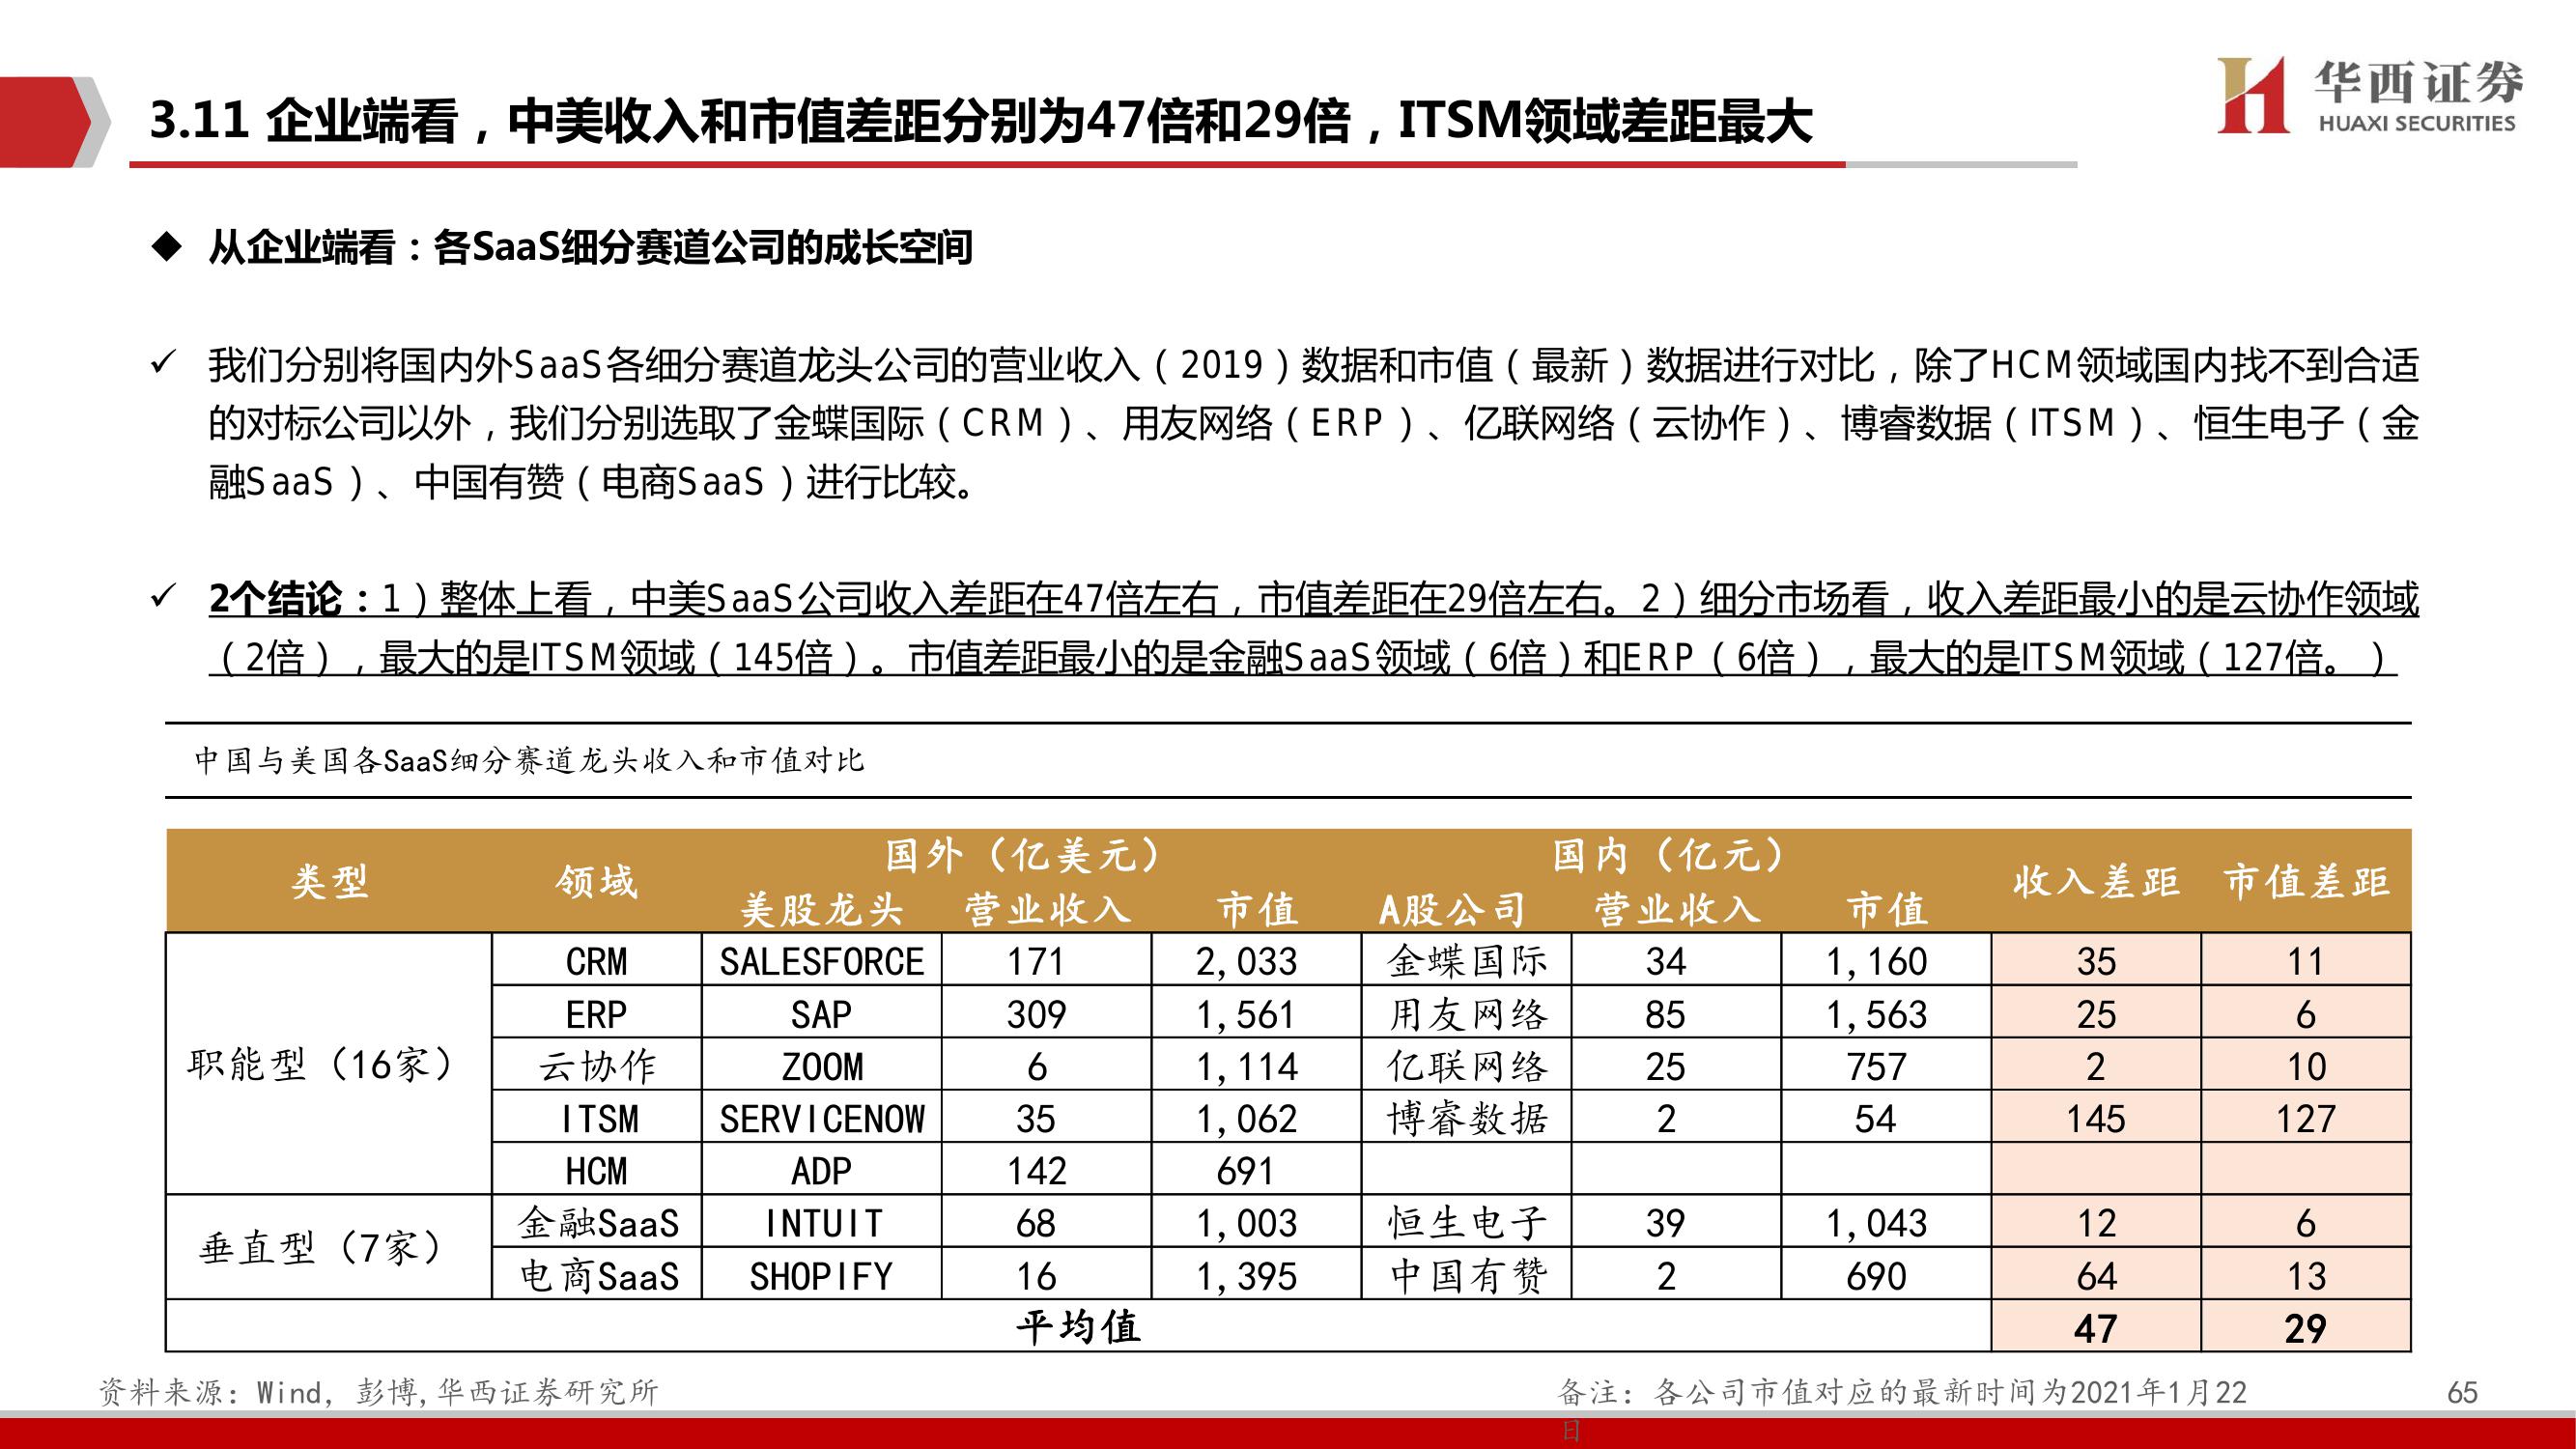 3.11 企业端看，中美收入和市值差距分别为47倍和29倍，ITSM领域差距最大
华西证券
HUAXI SECURITIES
◆ 从企业端看：各SaaS细分赛道公司的成长空间
✓ 我们分别将国内外SaaS各细分赛道龙头公司的营业收入（2019）数据和市值（最新）数据进行对比，除了HCM领域国内找不到合适
的对标公司以外，我们分别选取了金蝶国际（CRM）、用友网络（ERP）、亿联网络（云协作）、博睿数据（ITSM）、恒生电子（金
融SaaS）、中国有赞（电商SaaS）进行比较。
✓ 2个结论：1）整体上看，中美SaaS公司收入差距在47倍左右，市值差距在29倍左右。2）细分市场看，收入差距最小的是云协作领域
（2倍），最大的是ITSM领域（145倍）。市值差距最小的是金融SaaS领域（6倍）和ERP（6倍），最大的是ITSM领域（127倍。）
中国与美国各SaaS细分赛道龙头收入和市值对比
类型 领域 国外（亿美元） 国内（亿元） 收入差距 市值差距
美股龙头 营业收入 市值 A股公司 营业收入 市值
职能型（16家）
CRM SALESFORCE 171 2,033 金蝶国际 34 1,160 35 11
ERP SAP 309 1,561 用友网络 85 1,563 25 6
云协作 ZOOM 6 1,114 亿联网络 25 757 2 10
ITSM SERVICENOW 35 1,062 博睿数据 2 54 145 127
HCM ADP 142 691
垂直型（7家）
金融SaaS INTUIT 68 1,003 恒生电子 39 1,043 12 6
电商SaaS SHOPIFY 16 1,395 中国有赞 2 690 64 13
平均值 47 29
资料来源：Wind，彭博,华西证券研究所
备注：各公司市值对应的最新时间为2021年1月22
日
65